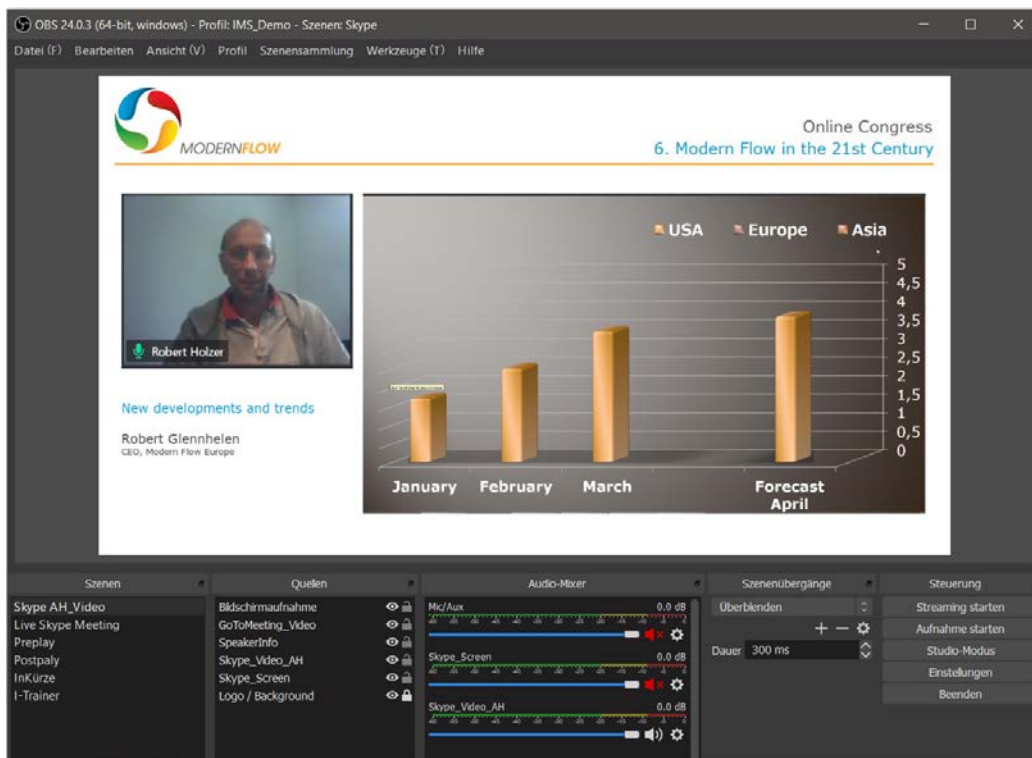 OBS 24.0.3 (64-bit, windows) - Profil: IMS_Demo - Szenen: Skype
Datei (F) Bearbeiten Ansicht (V) Profil Szenensammlung Werkzeuge (T) Hilfe
MODERNFLOW
Online Congress
6. Modern Flow in the 21st Century
Robert Holzer
New developments and trends
Robert Glennhelen
CEO, Modern Flow Europe
USA Europe Asia
5
4,5
4
3,5
3
2,5
2
1,5
1
0,5
0
January February March Forecast April
Szenen
Skype AH_Video
Live Skype Meeting
Preplay
Postpaly
InKürze
I-Trainer
Quellen
Bildschirmaufnahme
GoToMeeting_Video
SpeakerInfo
Skype_Video_AH
Skype_Screen
Logo / Background
Audio-Mixer
Mic/Aux 0.0 dB
Skype_Screen 0.0 dB
Skype_Video_AH 0.0 dB
Szenenübergänge
Überblenden
Dauer 300 ms
Steuerung
Streaming starten
Aufnahme starten
Studio-Modus
Einstellungen
Beenden